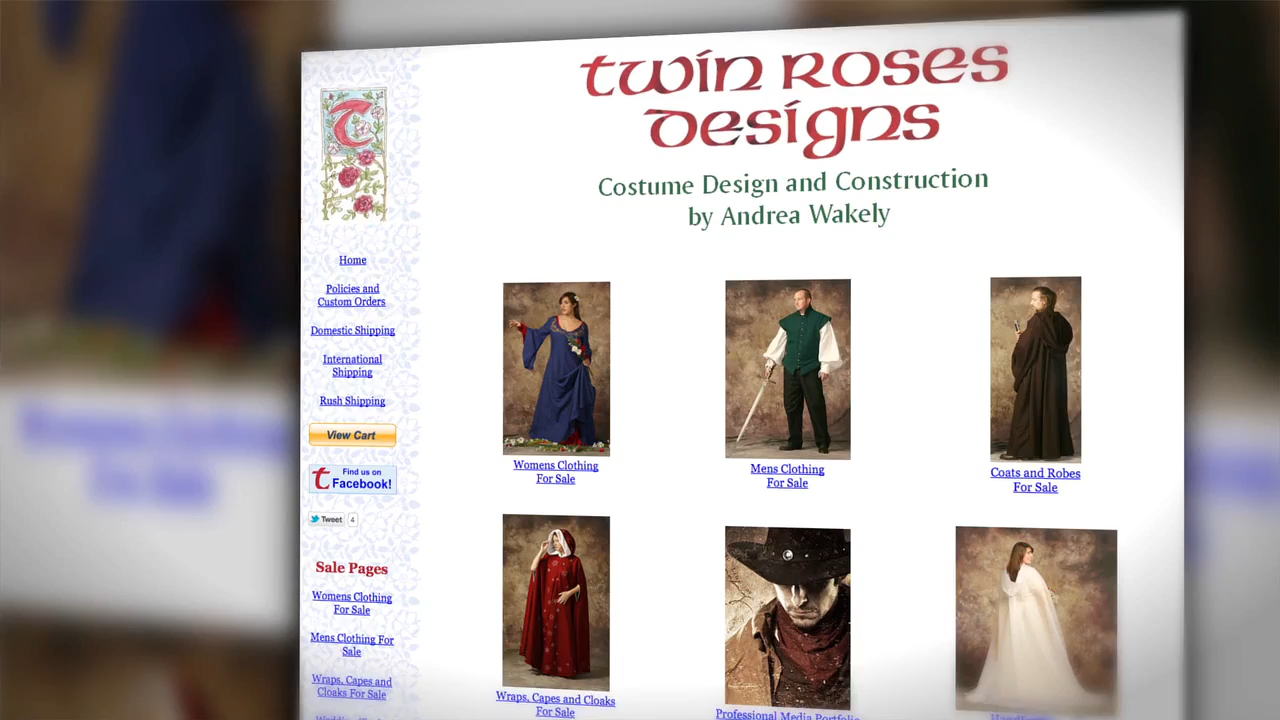 twin roses
designs
Costume Design and Construction
by Andrea Wakely
Home
Policies and
Custom Orders
Domestic Shipping
International
Shipping
Rush Shipping
View Cart
Find us on
Facebook!
Tweet 4
Sale Pages
Womens Clothing
For Sale
Mens Clothing For
Sale
Wraps, Capes and
Cloaks For Sale
Womens Clothing
For Sale
Mens Clothing
For Sale
Coats and Robes
For Sale
Wraps, Capes and Cloaks
For Sale
Professional Media Portfolio